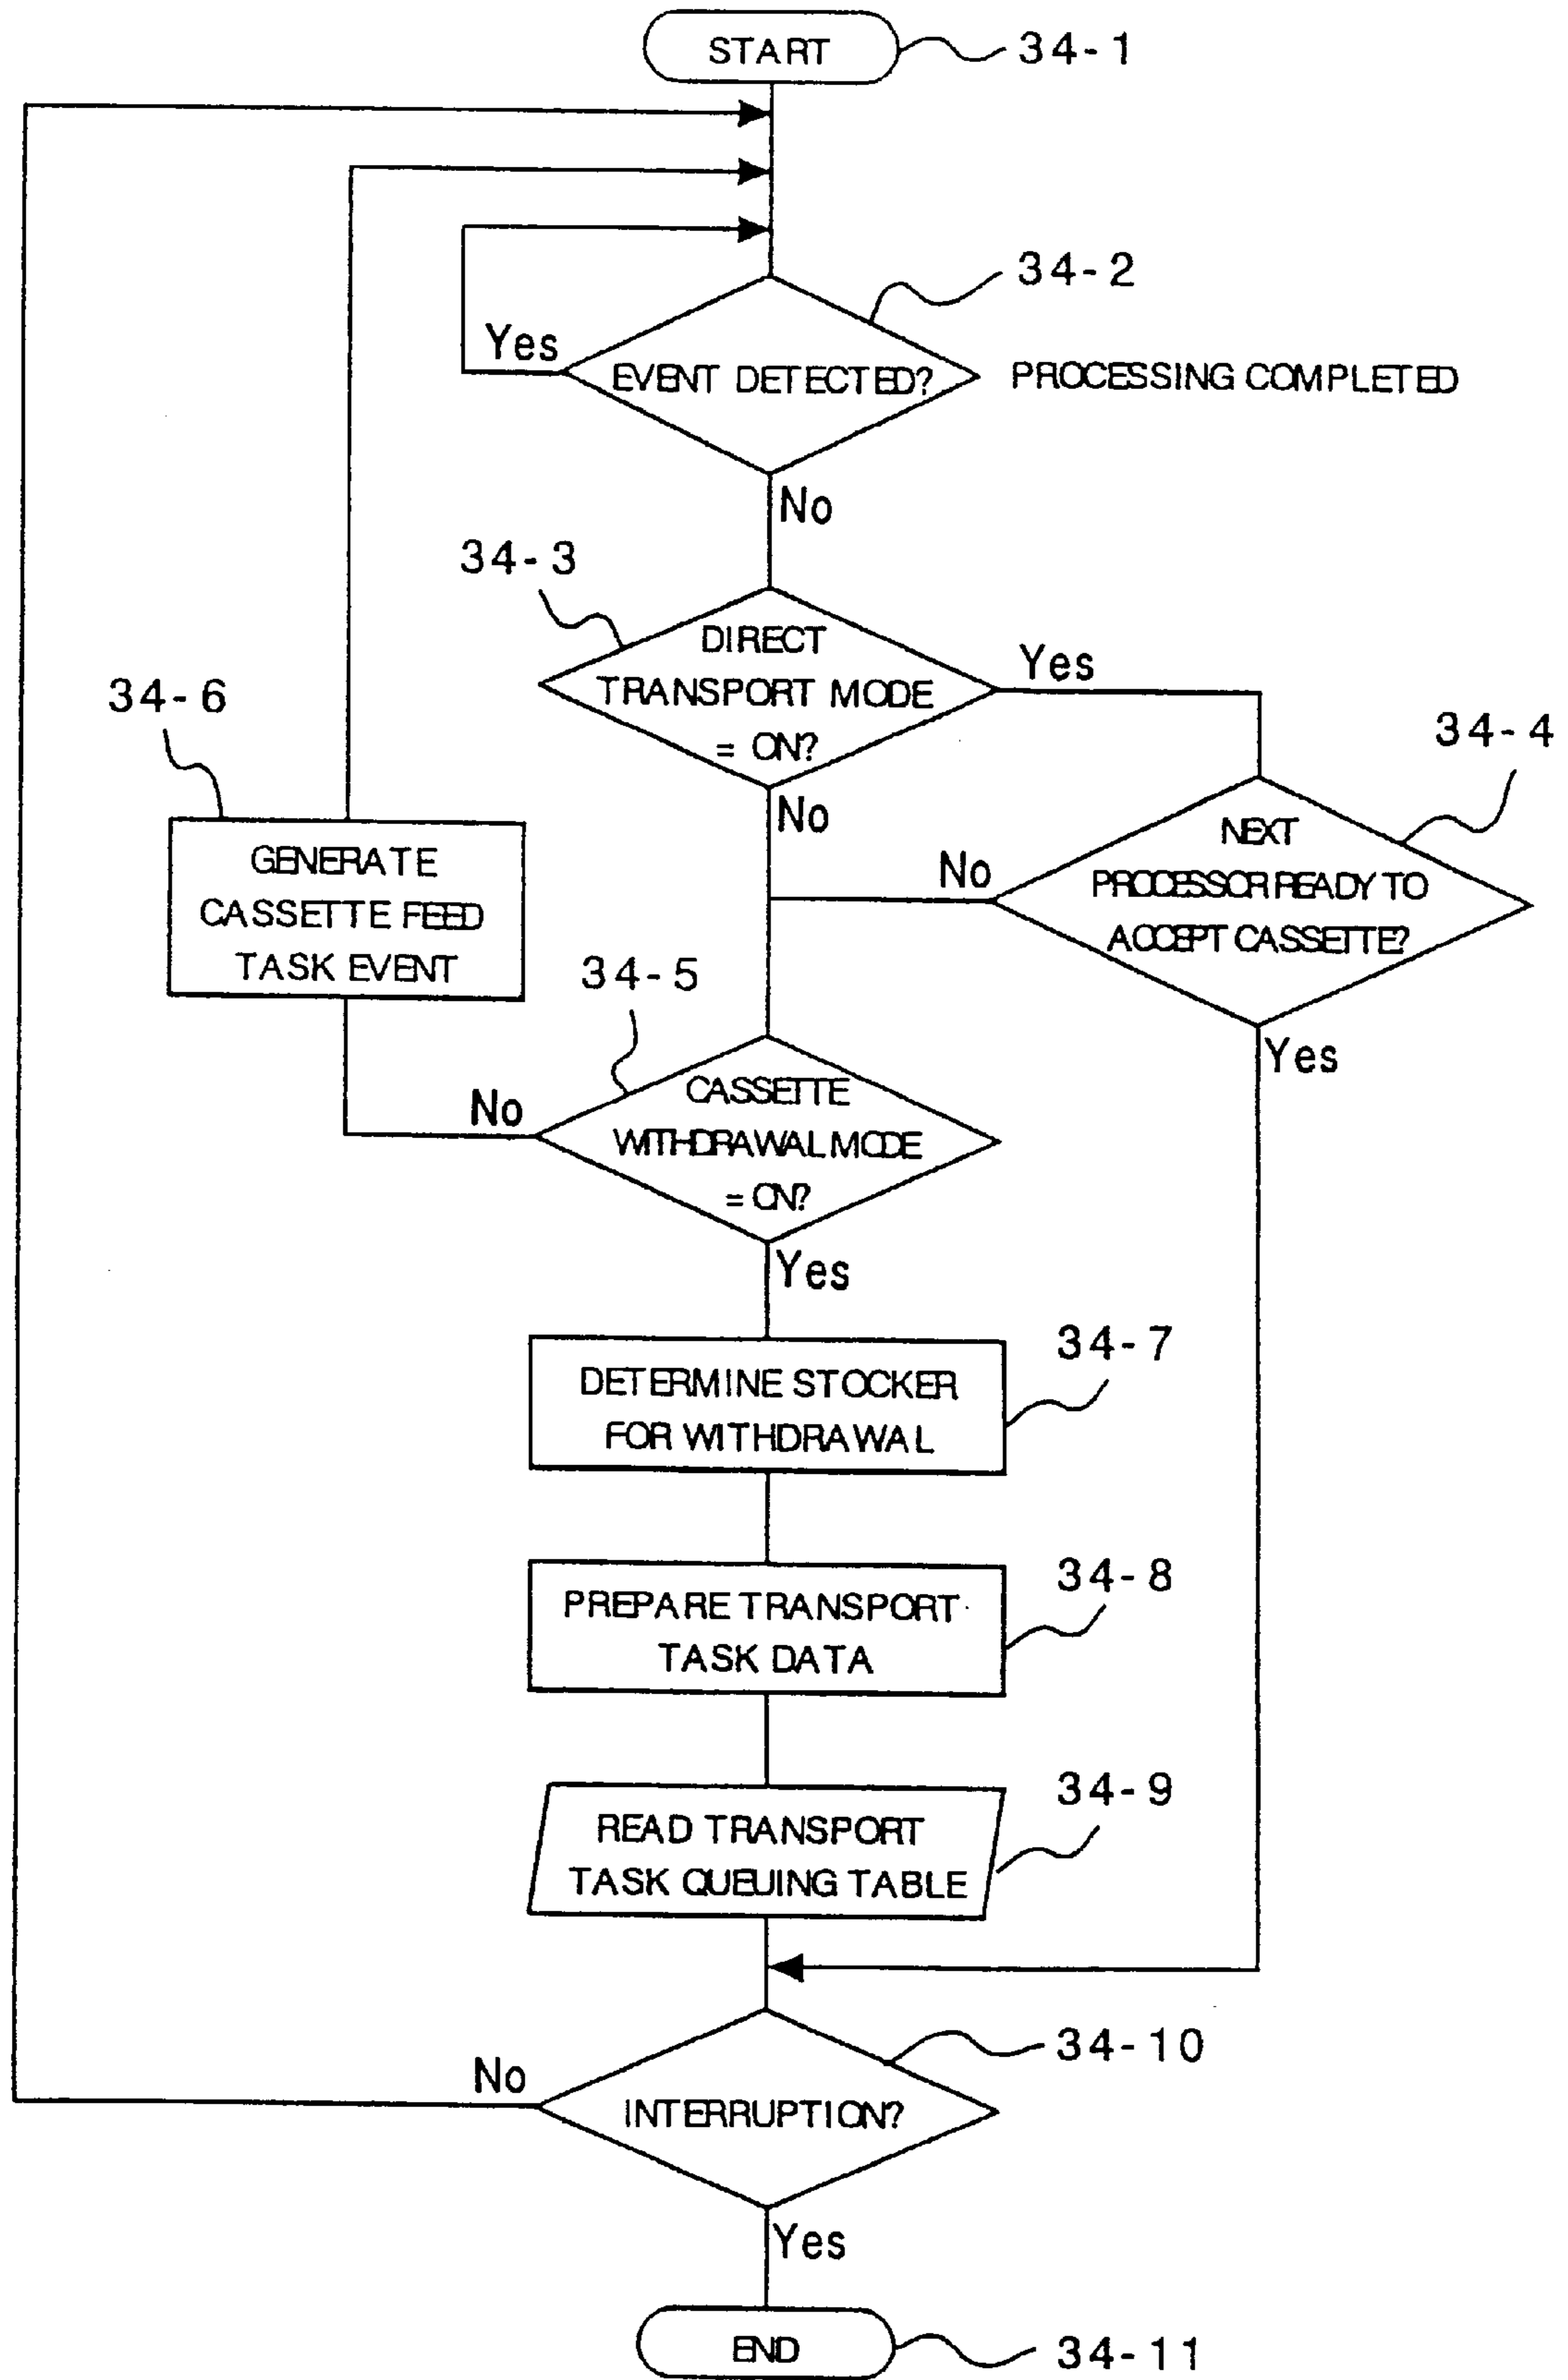 START
34-1
34-2
Yes
EVENT DETECTED?
PROCESSING COMPLETED
No
34-3
DIRECT
TRANSPORT MODE
= ON?
Yes
No
34-4
NEXT
PROCESSOR READY TO
ACCEPT CASSETTE?
No
Yes
34-6
GENERATE
CASSETTE FEED
TASK EVENT
34-5
CASSETTE
WITHDRAWAL MODE
= ON?
No
Yes
34-7
DETERMINE STOCKER
FOR WITHDRAWAL
34-8
PREPARE TRANSPORT
TASK DATA
34-9
READ TRANSPORT
TASK QUEUING TABLE
34-10
No
INTERRUPTION?
Yes
END
34-11